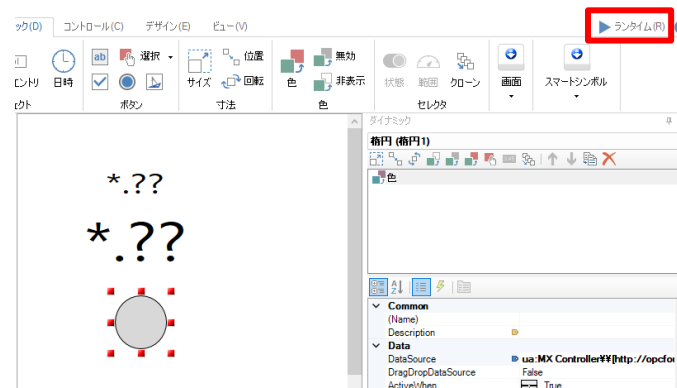 ック(D) コントロール(C) デザイン(E) ビュー(V) ランタイム(R)
ab 選択 位置 無効
エントリ 日時 サイズ 回転 色 非表示 状態 範囲 クローン 画面 スマートシンボル
ボタン 寸法 色 セレクタ
ダイナミック
楕円 (楕円1)
色
*.??
*.??
Common
(Name)
Description
Data
DataSource ua:MX Controller¥¥[http://opcfou
DragDropDataSource False
ActiveWhen True